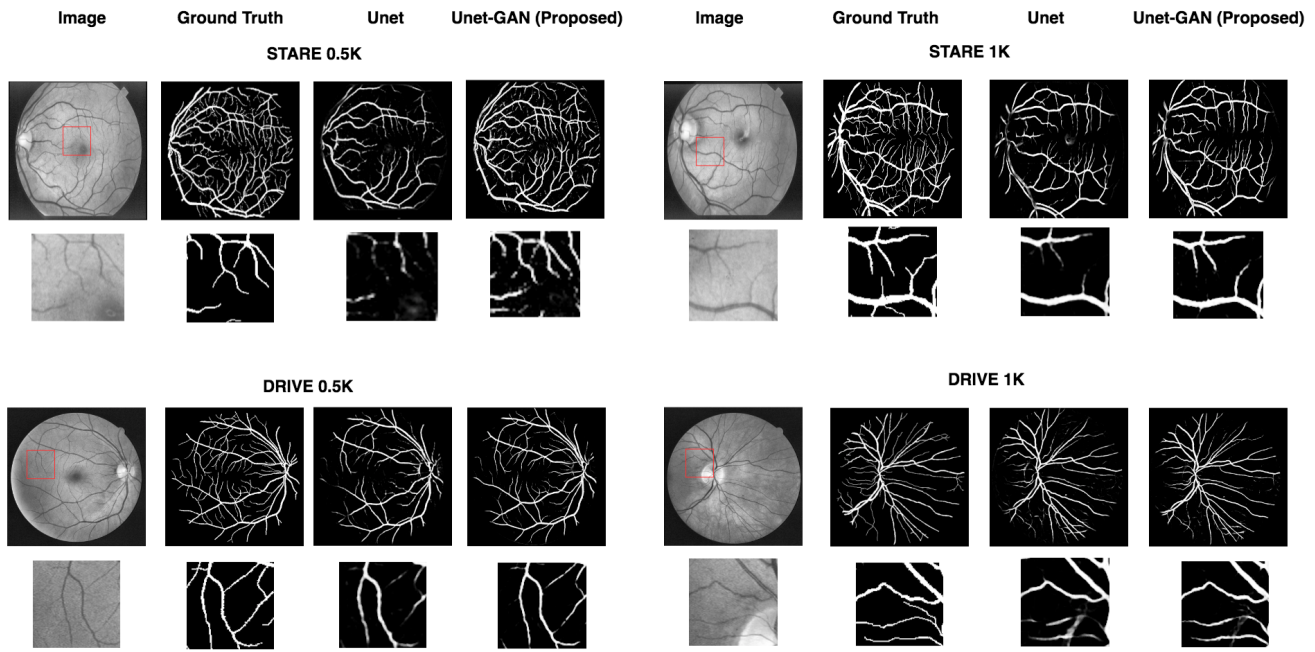 Image Ground Truth Unet Unet-GAN (Proposed) Image Ground Truth Unet Unet-GAN (Proposed)
STARE 0.5K STARE 1K
DRIVE 0.5K DRIVE 1K